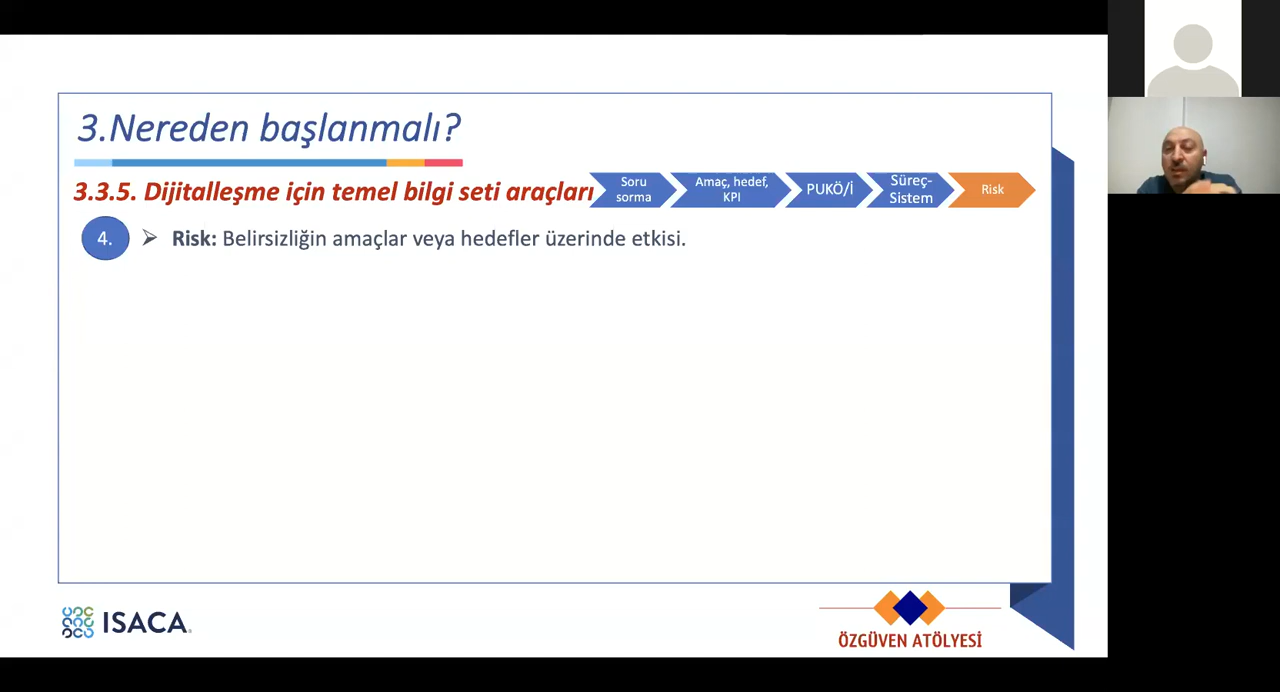 3.Nereden başlanmalı?
3.3.5. Dijitalleşme için temel bilgi seti araçları
Soru
sorma
Amaç, hedef,
KPI
PUKÖ/İ
Süreç-
Sistem
Risk
4.
➢ Risk: Belirsizliğin amaçlar veya hedefler üzerinde etkisi.
ISACA.
ÖZGÜVEN ATÖLYESİ